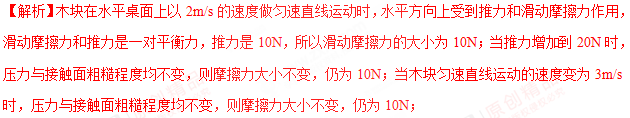 【解析】木块在水平桌面上以 2m/s 的速度做匀速直线运动时，水平方向上受到推力和滑动摩擦力作用，
滑动摩擦力和推力是一对平衡力，推力是 10N，所以滑动摩擦力的大小为 10N；当推力增加到 20N 时，
压力与接触面粗糙程度均不变，则摩擦力大小不变，仍为 10N；当木块匀速直线运动的速度变为 3m/s
时，压力与接触面粗糙程度均不变，则摩擦力大小不变，仍为 10N；